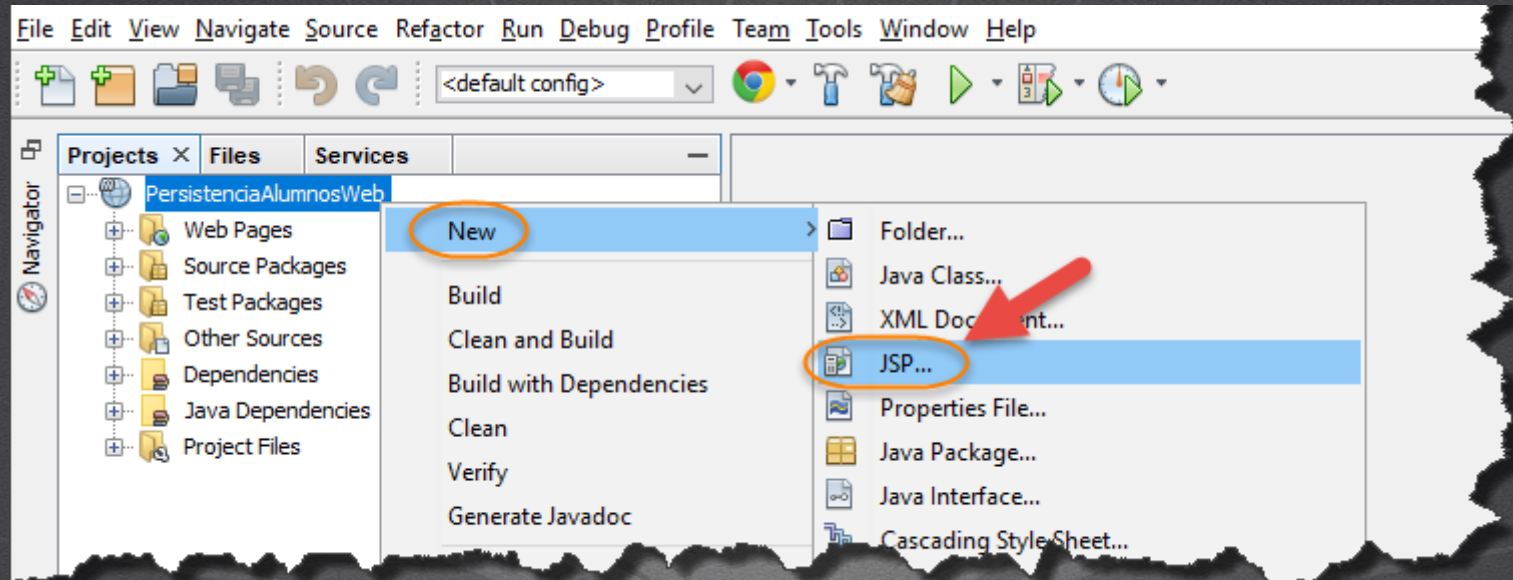 File Edit View Navigate Source Refactor Run Debug Profile Team Tools Window Help
<default config>
Projects Files Services
Navigator
PersistenciaAlumnosWeb
Web Pages
Source Packages
Test Packages
Other Sources
Dependencies
Java Dependencies
Project Files
New
Build
Clean and Build
Build with Dependencies
Clean
Verify
Generate Javadoc
Folder...
Java Class...
XML Document...
JSP...
Properties File...
Java Package...
Java Interface...
Cascading Style Sheet...